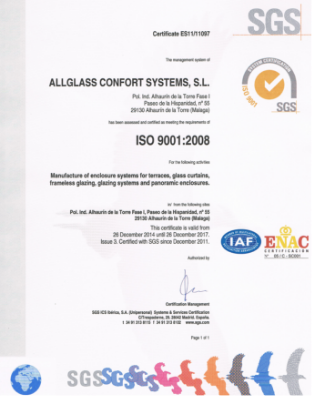 SGS
Certificate ES11/11097
The management system of
ALLGLASS CONFORT SYSTEMS, S.L.
Pol. Ind. Alhaurín de la Torre Fase I
Paseo de la Hispanidad, nº 55
29130 Alhaurín de la Torre (Malaga)
has been assessed and certified as meeting the requirements of
ISO 9001:2008
For the following activities
Manufacture of enclosure systems for terraces, glass curtains,
frameless glazing, glazing systems and panoramic enclosures.
from the following sites
Pol. Ind. Alhaurín de la Torre Fase I, Paseo de la Hispanidad, nº 55
29130 Alhaurín de la Torre (Malaga)
This certificate is valid from
26 December 2014 until 26 December 2017.
Issue 3. Certified with SGS since December 2011.
Authorized by
Certification Management
SGS ICS Ibérica, S.A. (Unipersonal) Systems & Services Certification
C/Trespaderne, 29. 28042 Madrid. España.
t 34 91 313 8115 f 34 91 313 8102 www.sgs.com
Page 1 of 1
SYSTEM CERTIFICATION
ISO 9001
SGS
IAF
ENAC
CERTIFICACIÓN
SGS SGS SGS